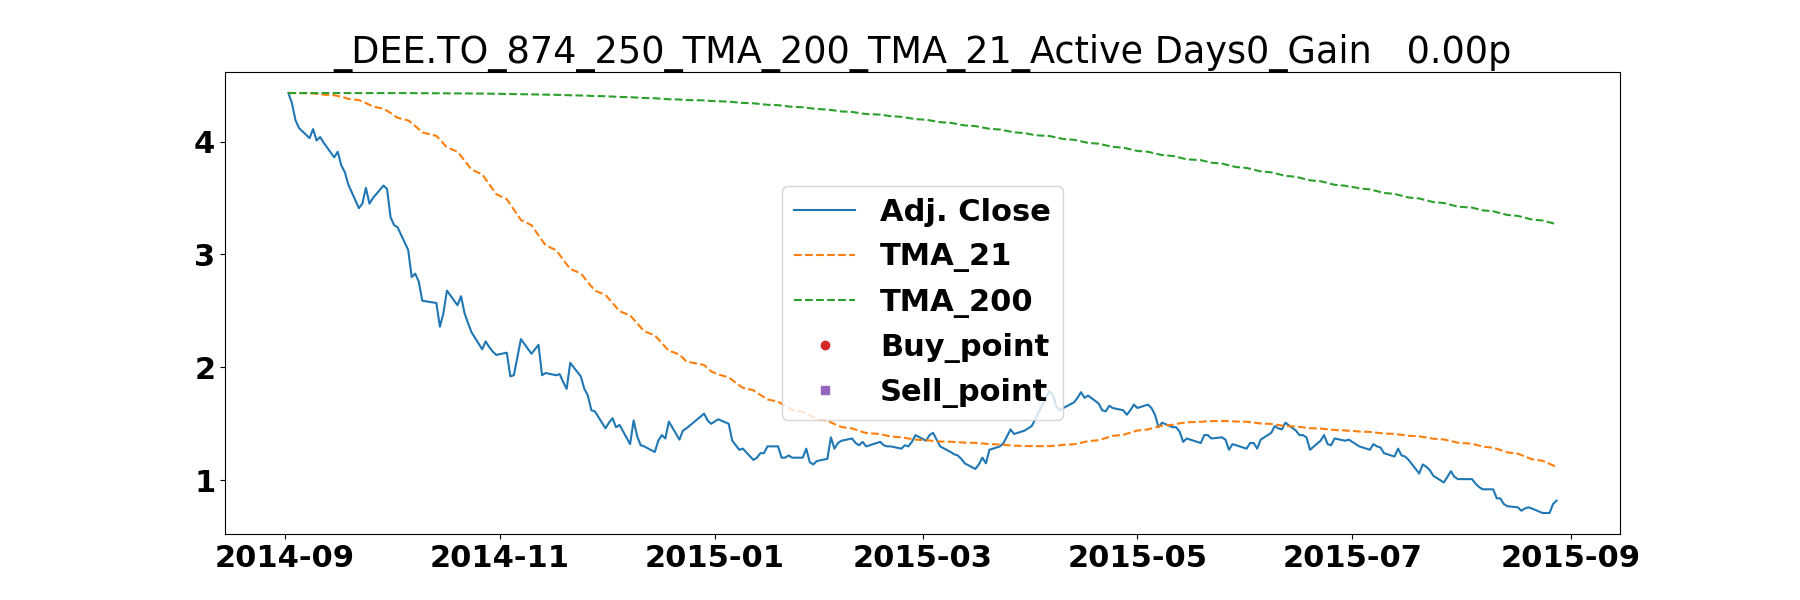 _DEE.TO_874_250_TMA_200_TMA_21_Active Days0_Gain   0.00p
4
3
2
1
Adj. Close
TMA_21
TMA_200
Buy_point
Sell_point
2014-09 2014-11 2015-01 2015-03 2015-05 2015-07 2015-09